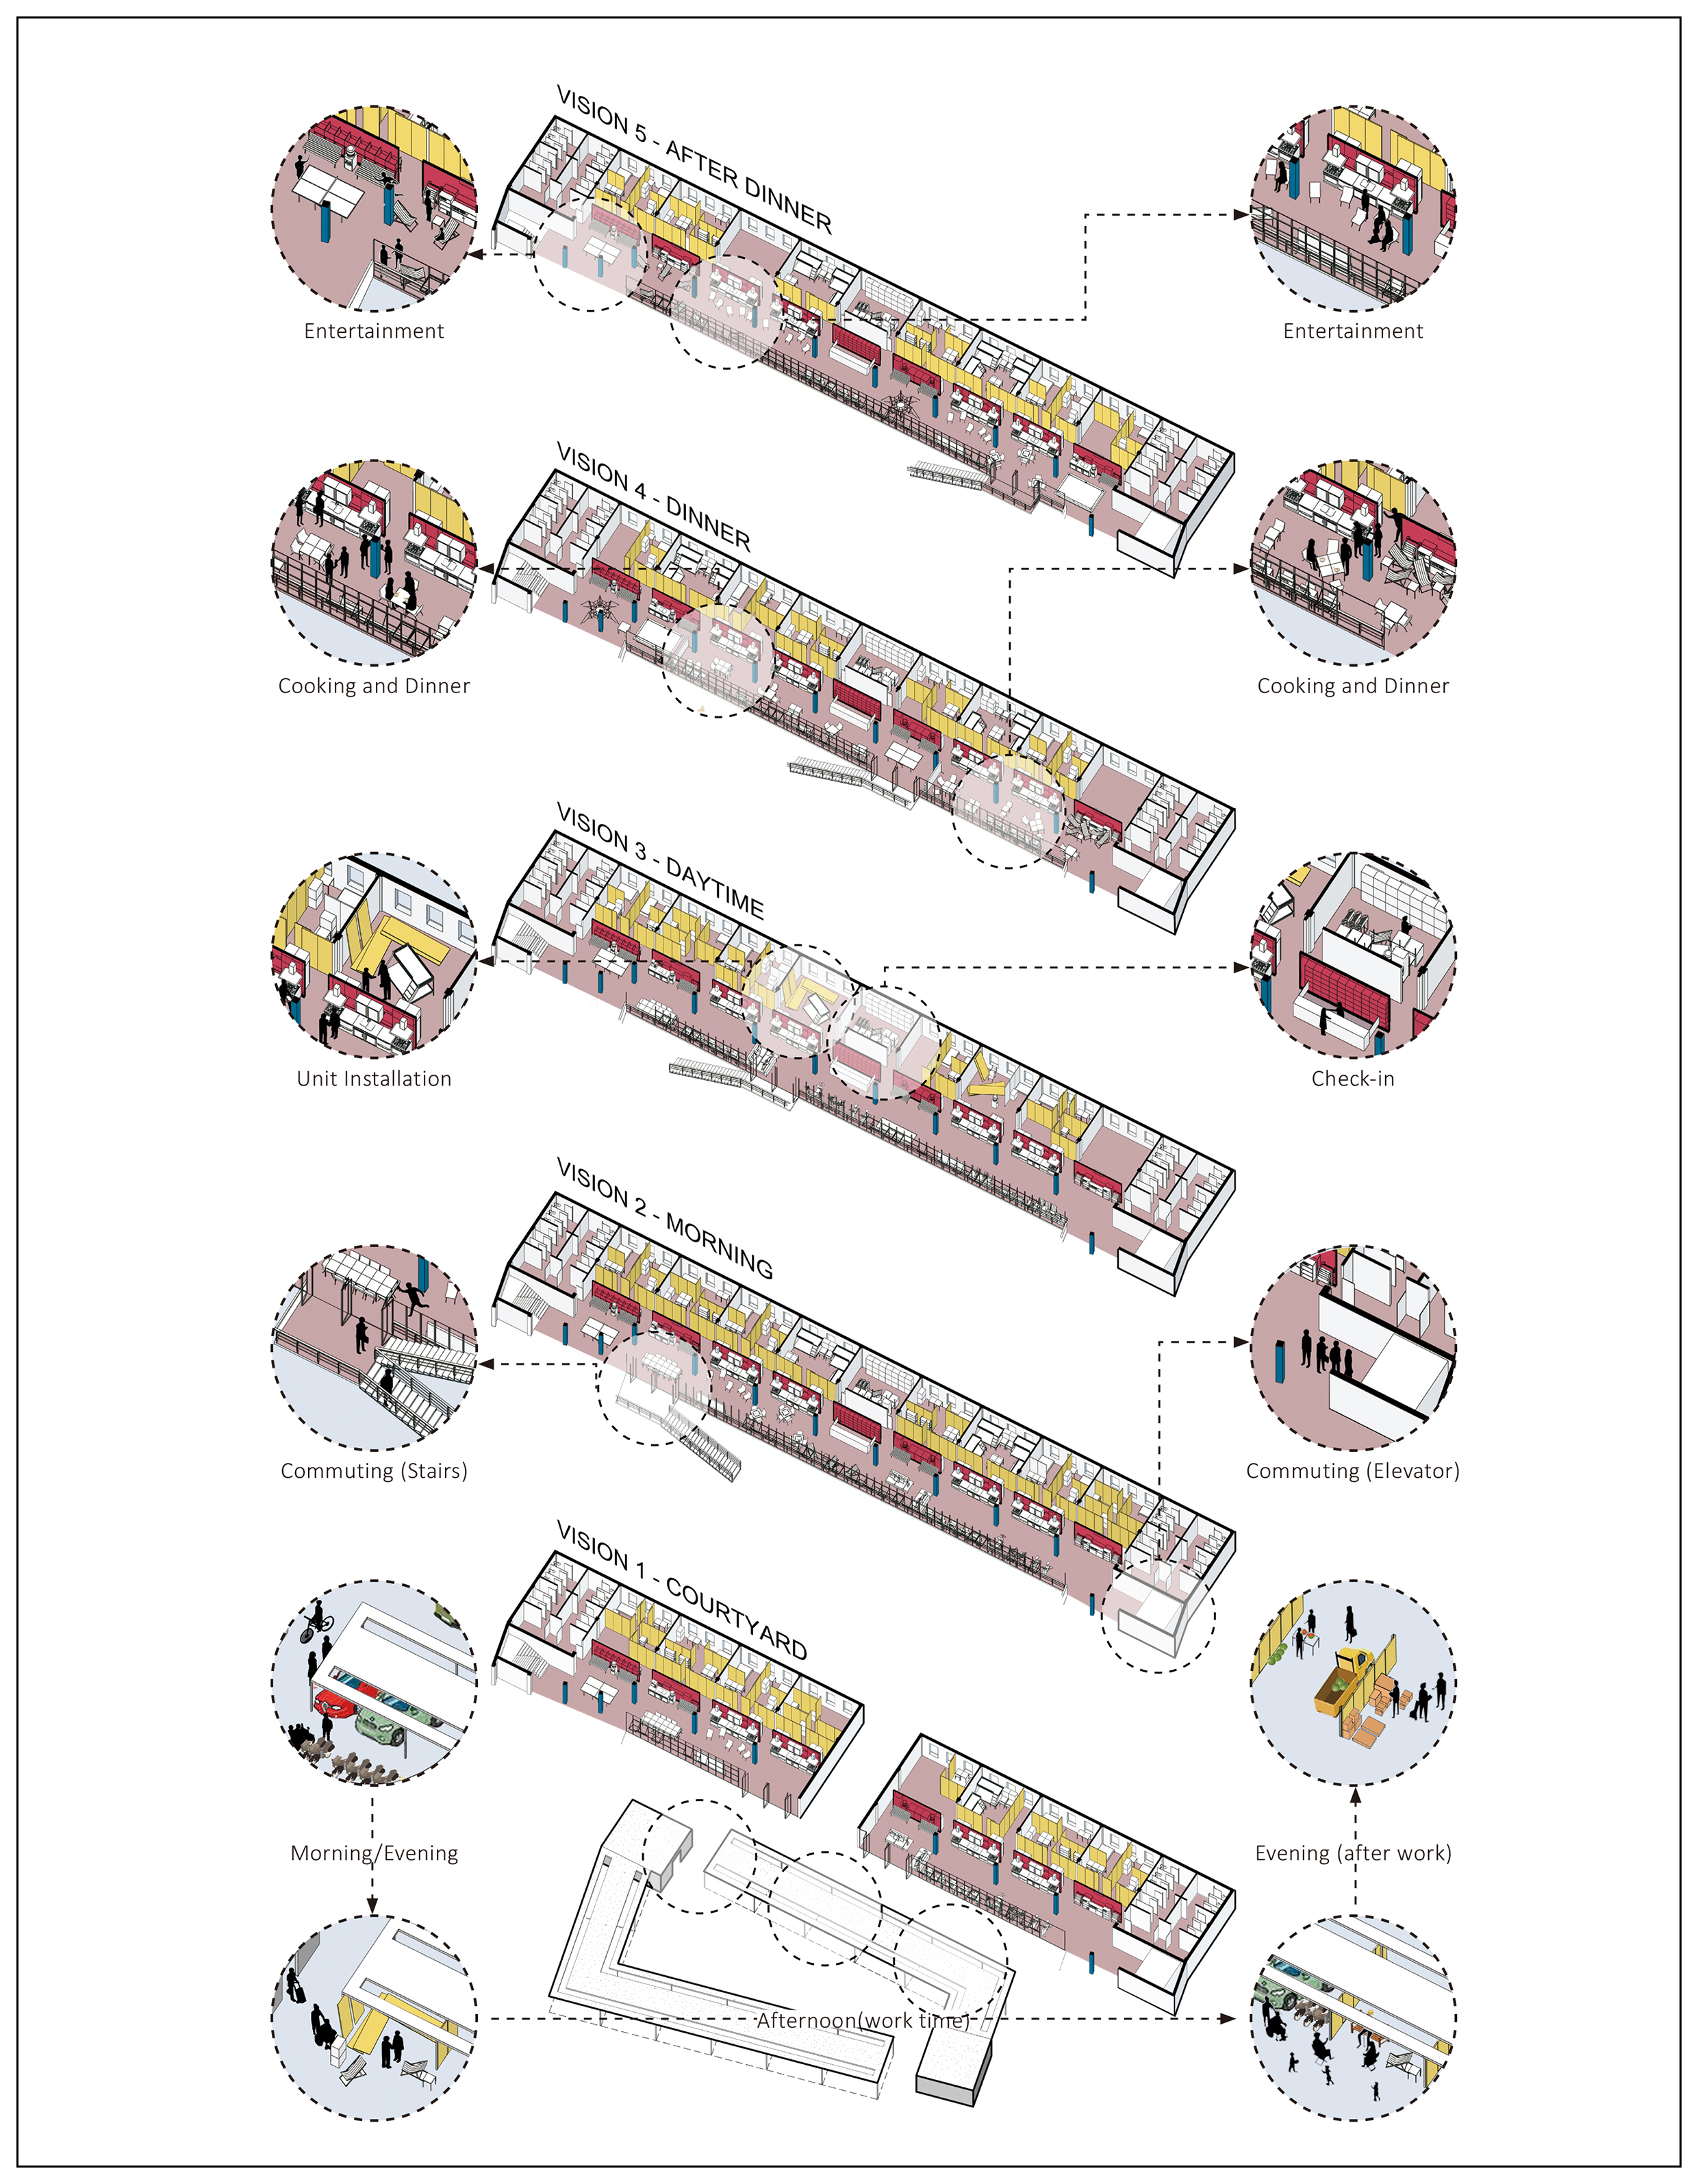 VISION 5 - AFTER DINNER
Entertainment
Entertainment
VISION 4 - DINNER
Cooking and Dinner
Cooking and Dinner
VISION 3 - DAYTIME
Unit Installation
Check-in
VISION 2 - MORNING
Commuting (Stairs)
Commuting (Elevator)
VISION 1 - COURTYARD
Morning/Evening
Evening (after work)
Afternoon(work time)